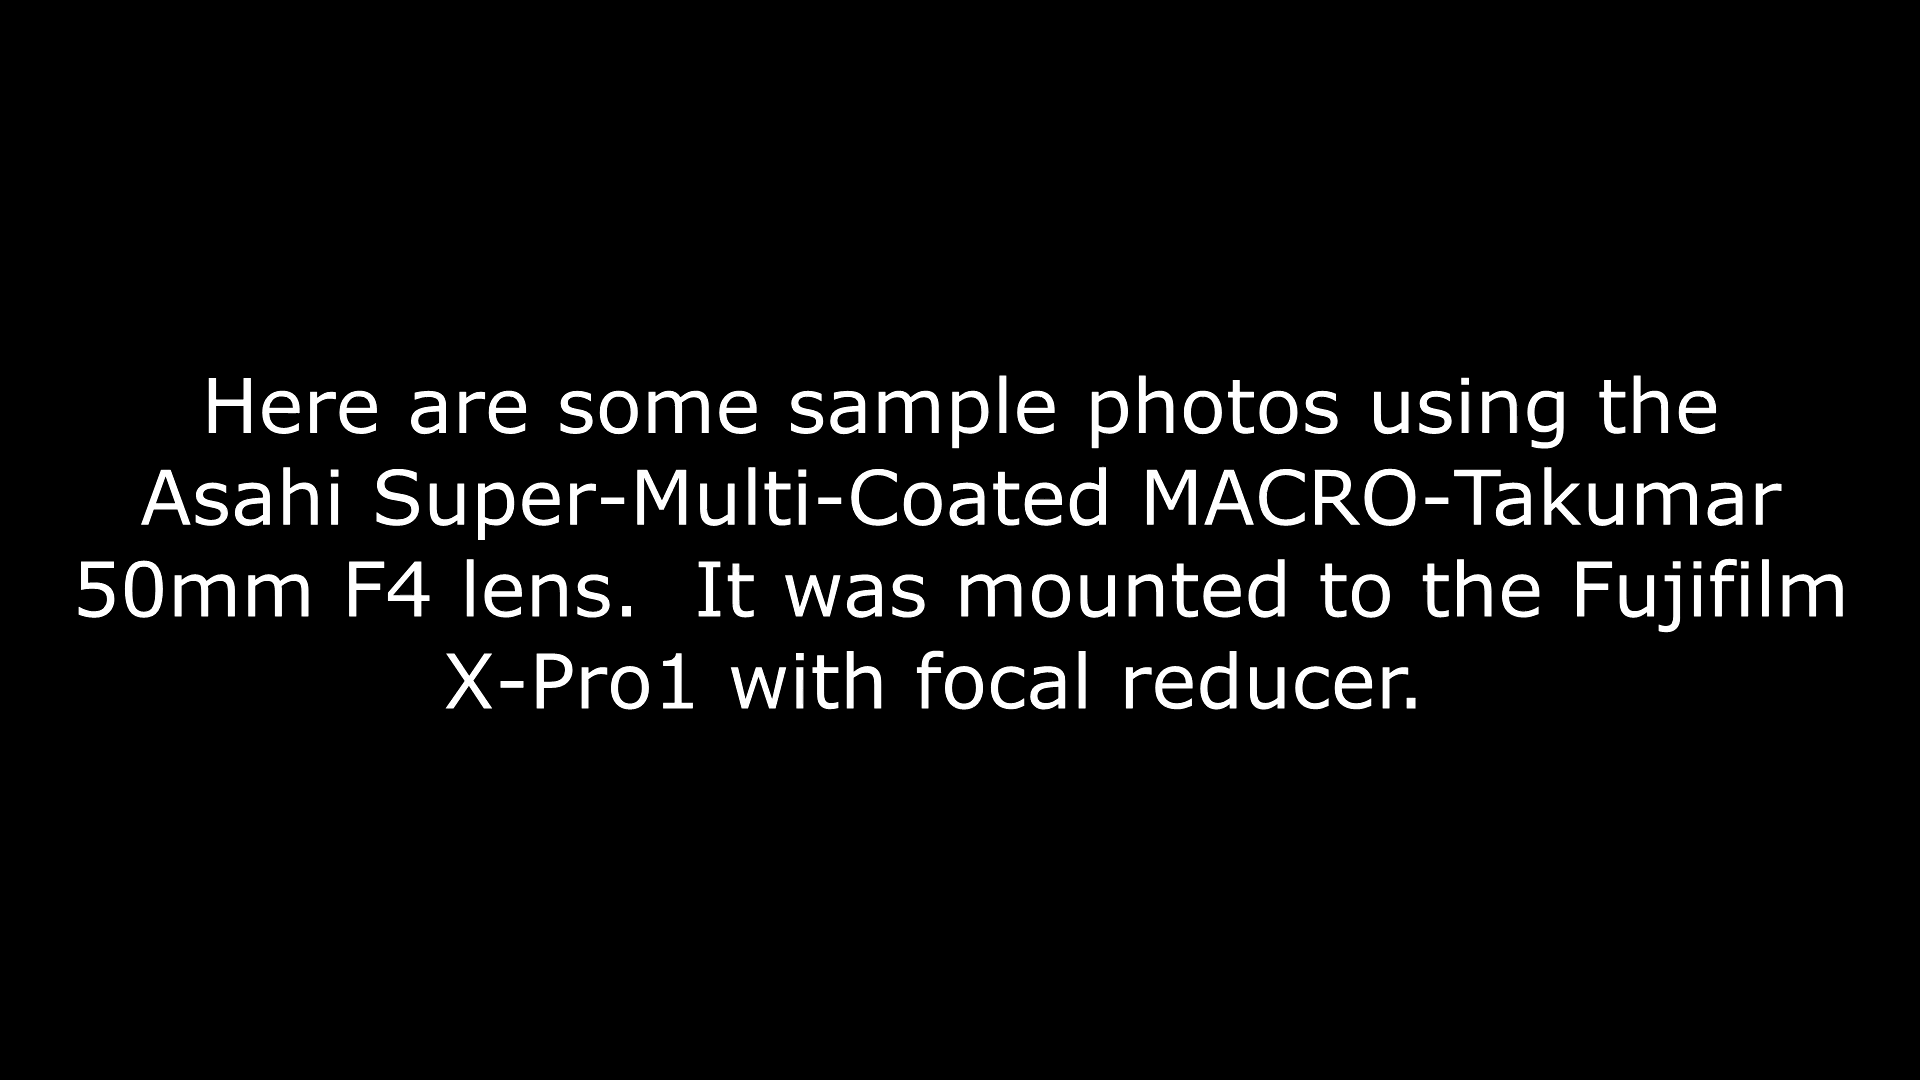 Here are some sample photos using the
Asahi Super-Multi-Coated MACRO-Takumar
50mm F4 lens.  It was mounted to the Fujifilm
X-Pro1 with focal reducer.